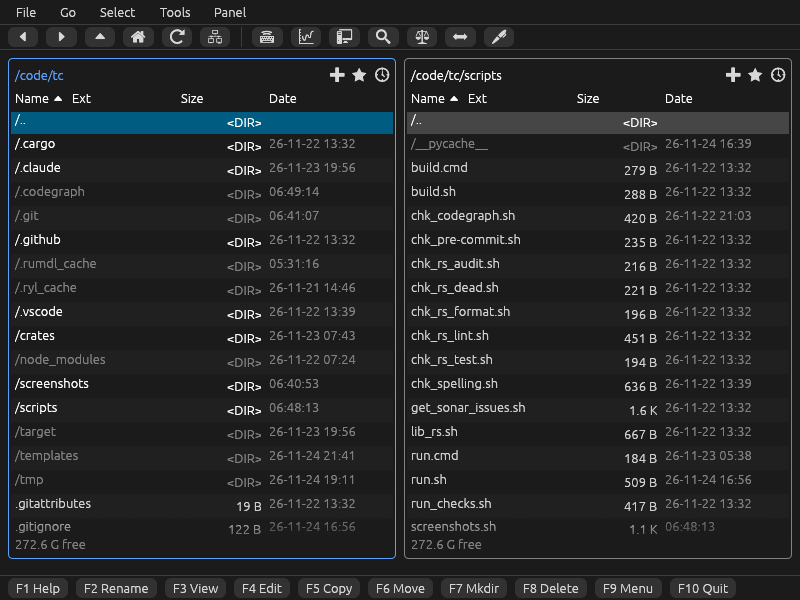 File Go Select Tools Panel
/code/tc
Name Ext Size Date
/.. <DIR>
/.cargo <DIR> 26-11-22 13:32
/.claude <DIR> 26-11-23 19:56
/.codegraph <DIR> 06:49:14
/.git <DIR> 06:41:07
/.github <DIR> 26-11-22 13:32
/.rumdl_cache <DIR> 05:31:16
/.ryl_cache <DIR> 26-11-21 14:46
/.vscode <DIR> 26-11-22 13:39
/crates <DIR> 26-11-23 07:43
/node_modules <DIR> 26-11-22 07:24
/screenshots <DIR> 06:40:53
/scripts <DIR> 06:48:13
/target <DIR> 26-11-23 19:56
/templates <DIR> 26-11-24 21:41
/tmp <DIR> 26-11-24 19:11
.gitattributes 19 B 26-11-22 13:32
.gitignore 122 B 26-11-24 16:56
272.6 G free
/code/tc/scripts
Name Ext Size Date
/.. <DIR>
/__pycache__ <DIR> 26-11-24 16:39
build.cmd 279 B 26-11-22 13:32
build.sh 288 B 26-11-22 13:32
chk_codegraph.sh 420 B 26-11-22 21:03
chk_pre-commit.sh 235 B 26-11-22 13:32
chk_rs_audit.sh 216 B 26-11-22 13:32
chk_rs_dead.sh 221 B 26-11-22 13:32
chk_rs_format.sh 196 B 26-11-22 13:32
chk_rs_lint.sh 451 B 26-11-22 13:32
chk_rs_test.sh 194 B 26-11-22 13:32
chk_spelling.sh 636 B 26-11-22 13:39
get_sonar_issues.sh 1.6 K 26-11-22 13:32
lib_rs.sh 667 B 26-11-22 13:32
run.cmd 184 B 26-11-23 05:38
run.sh 509 B 26-11-24 16:56
run_checks.sh 417 B 26-11-22 13:32
screenshots.sh 1.1 K 06:48:13
272.6 G free
F1 Help F2 Rename F3 View F4 Edit F5 Copy F6 Move F7 Mkdir F8 Delete F9 Menu F10 Quit